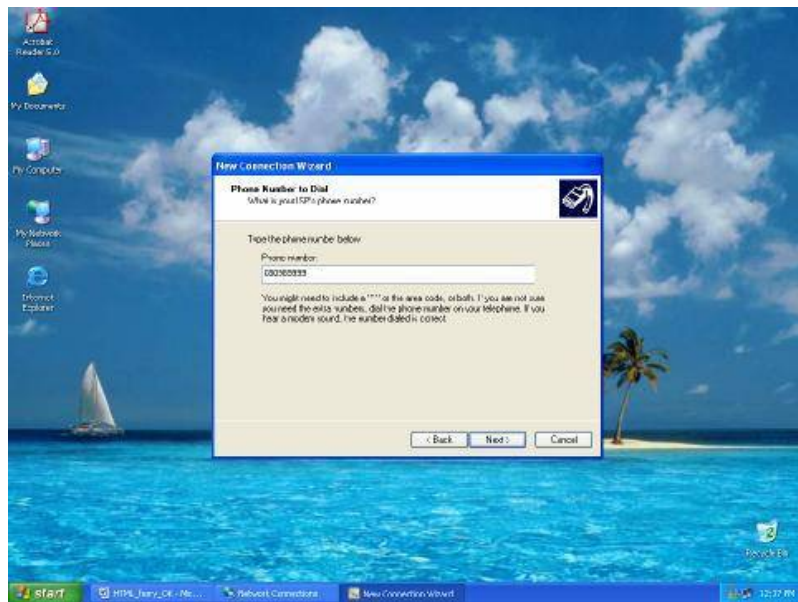 Acrobat
Reader 5.0
My Documents
My Computer
My Network
Places
Internet
Explorer
New Connection Wizard
Phone Number to Dial
What is your ISP's phone number?
Type the phone number below.
Phone number:
You might need to include a "1" or the area code, or both. If you are not sure
you need the extra numbers, dial the phone number on your telephone. If you
hear a modem sound, the number dialed is correct.
< Back
Next >
Cancel
Recycle Bin
start
Network Connections
New Connection Wizard
12:37 PM